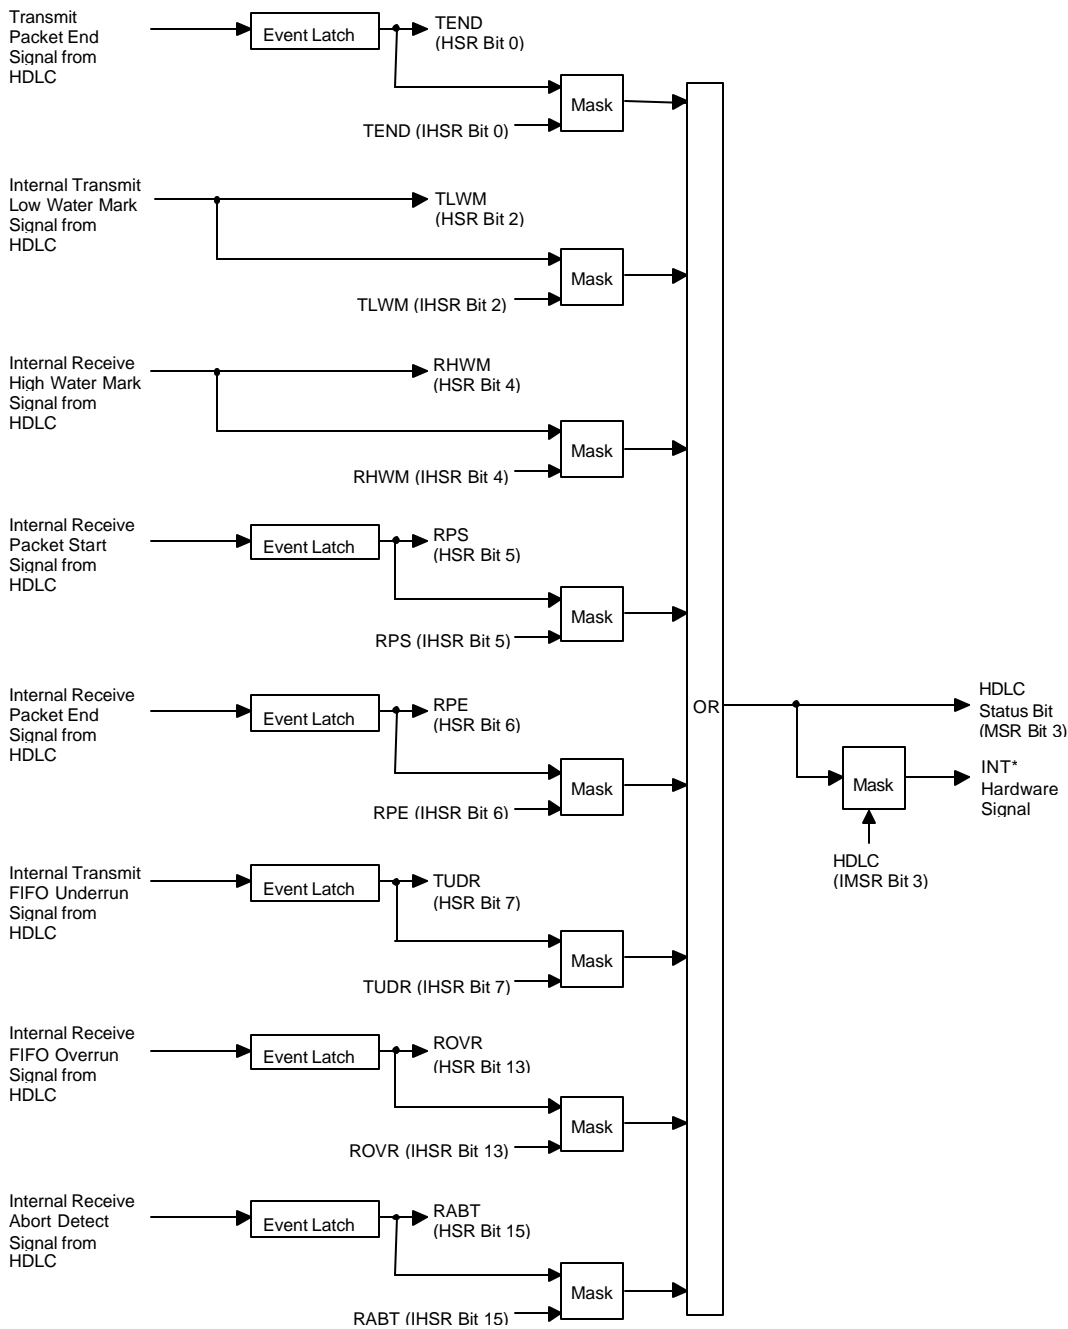 Transmit
Packet End
Signal from
HDLC
Event Latch
TEND
(HSR Bit 0)
Mask
TEND (IHSR Bit 0)
Internal Transmit
Low Water Mark
Signal from
HDLC
TLWM
(HSR Bit 2)
Mask
TLWM (IHSR Bit 2)
Internal Receive
High Water Mark
Signal from
HDLC
RHWM
(HSR Bit 4)
Mask
RHWM (IHSR Bit 4)
Internal Receive
Packet Start
Signal from
HDLC
Event Latch
RPS
(HSR Bit 5)
Mask
RPS (IHSR Bit 5)
Internal Receive
Packet End
Signal from
HDLC
Event Latch
RPE
(HSR Bit 6)
Mask
RPE (IHSR Bit 6)
Internal Transmit
FIFO Underrun
Signal from
HDLC
Event Latch
TUDR
(HSR Bit 7)
Mask
TUDR (IHSR Bit 7)
Internal Receive
FIFO Overrun
Signal from
HDLC
Event Latch
ROVR
(HSR Bit 13)
Mask
ROVR (IHSR Bit 13)
Internal Receive
Abort Detect
Signal from
HDLC
Event Latch
RABT
(HSR Bit 15)
Mask
RABT (IHSR Bit 15)
OR
HDLC
Status Bit
(MSR Bit 3)
Mask
INT*
Hardware
Signal
HDLC
(IMSR Bit 3)